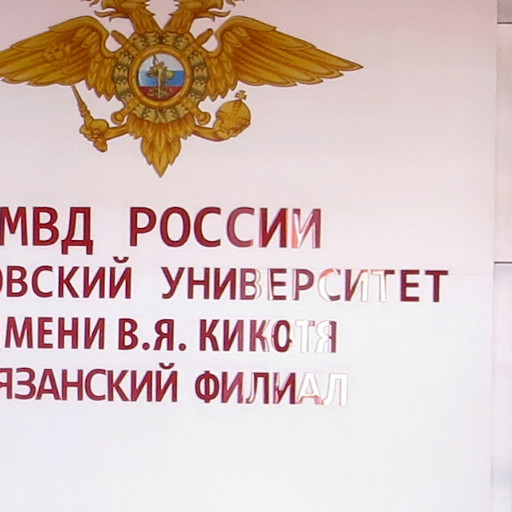 МВД РОССИИ
ОВСКИЙ УНИВЕРСИТЕТ
МЕНИ В.Я. КИКОТЯ
ЯЗАНСКИЙ ФИЛИАЛ